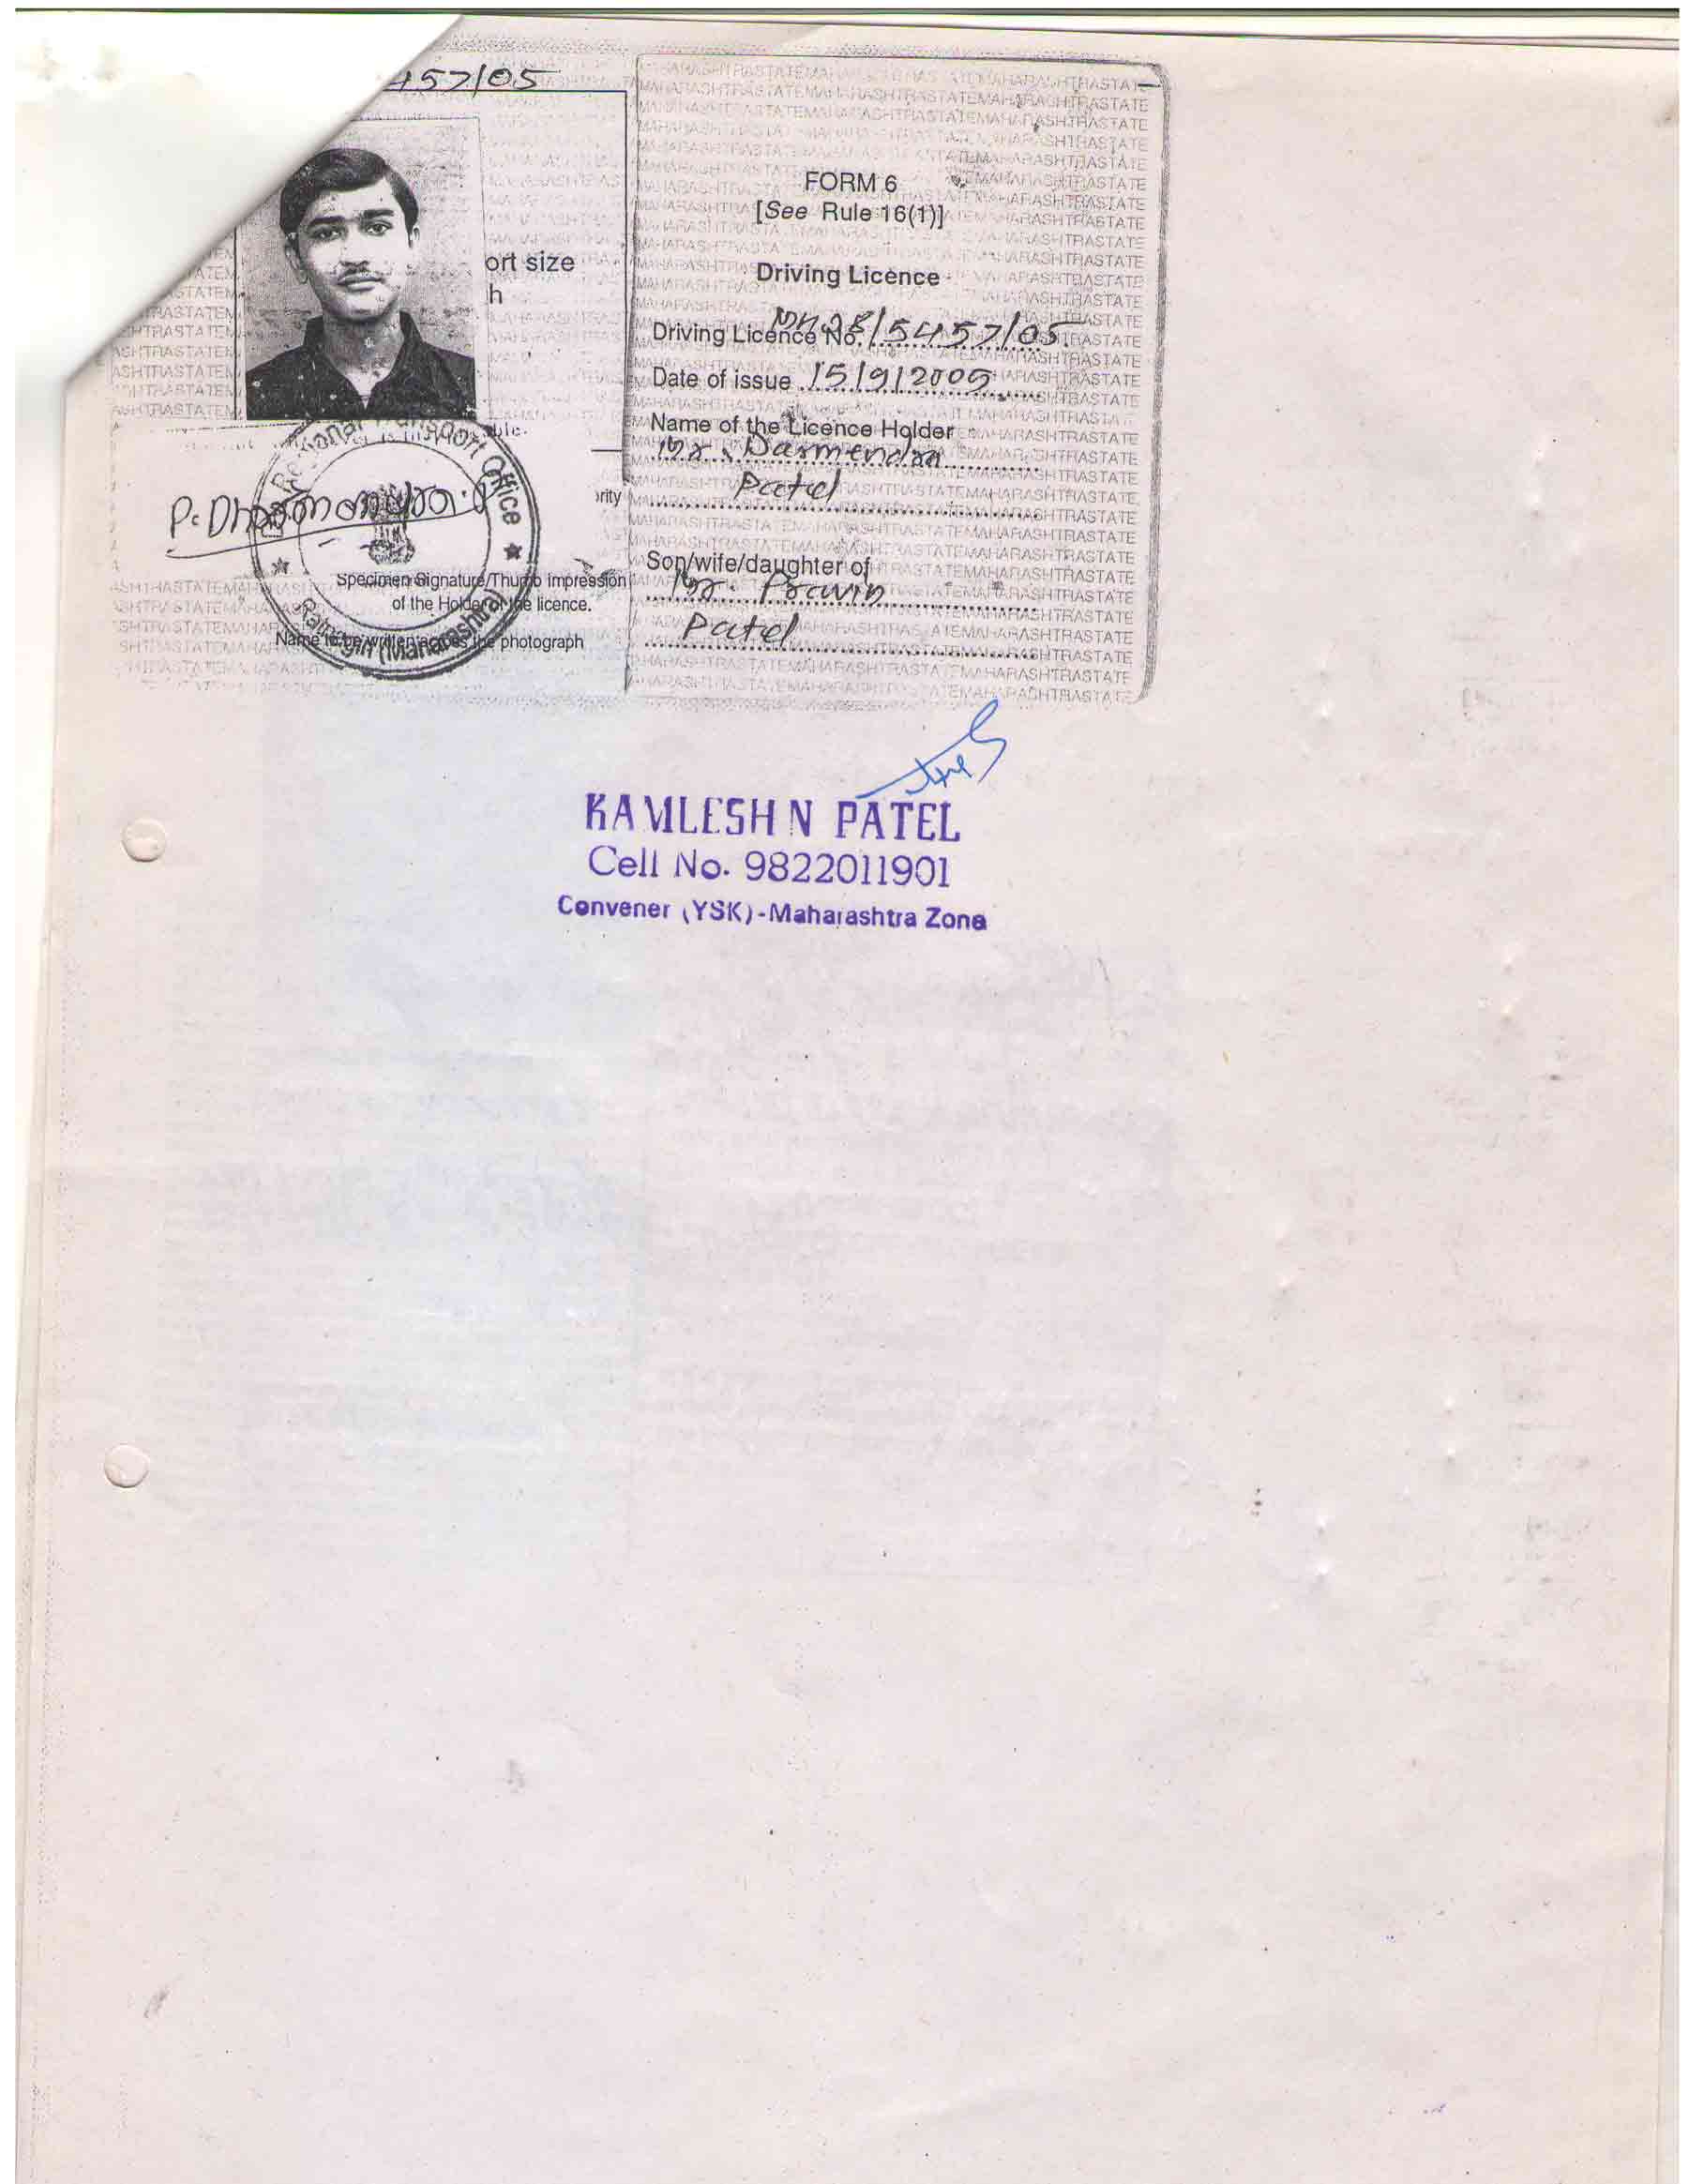 457/05
ort size
h
ble.
ority
P. Dharmendra
Regional Transport Office
Ratnagiri (Maharashtra)
Specimen Signature/Thumb impression
of the Holder of the licence.
Name to be written across the photograph
FORM 6
[See Rule 16(1)]
Driving Licence
Driving Licence No. MH08/5457/05
Date of issue 15/9/2005
Name of the Licence Holder
Mr. Darmendra
Patel
Son/wife/daughter of
Mr. Pravin
Patel
KAMLESH N PATEL
Cell No. 9822011901
Convener (YSK)-Maharashtra Zone